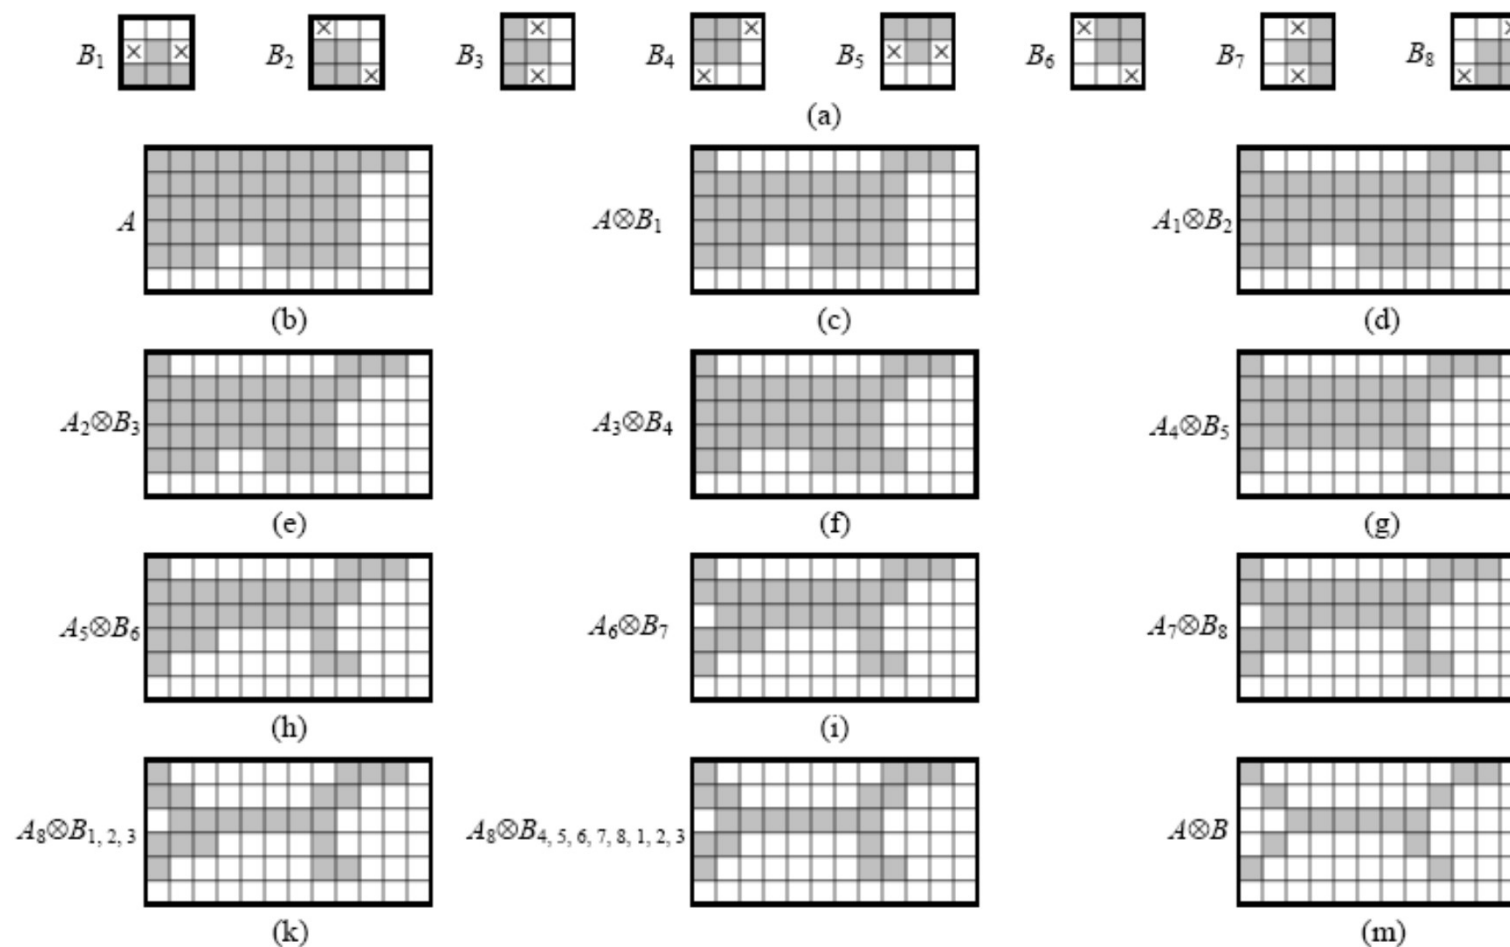 B1 B2 B3 B4 B5 B6 B7 B8
(a)
A A⊗B1 A1⊗B2
(b) (c) (d)
A2⊗B3 A3⊗B4 A4⊗B5
(e) (f) (g)
A5⊗B6 A6⊗B7 A7⊗B8
(h) (i)
A8⊗B1, 2, 3 A8⊗B4, 5, 6, 7, 8, 1, 2, 3 A⊗B
(k) (m)